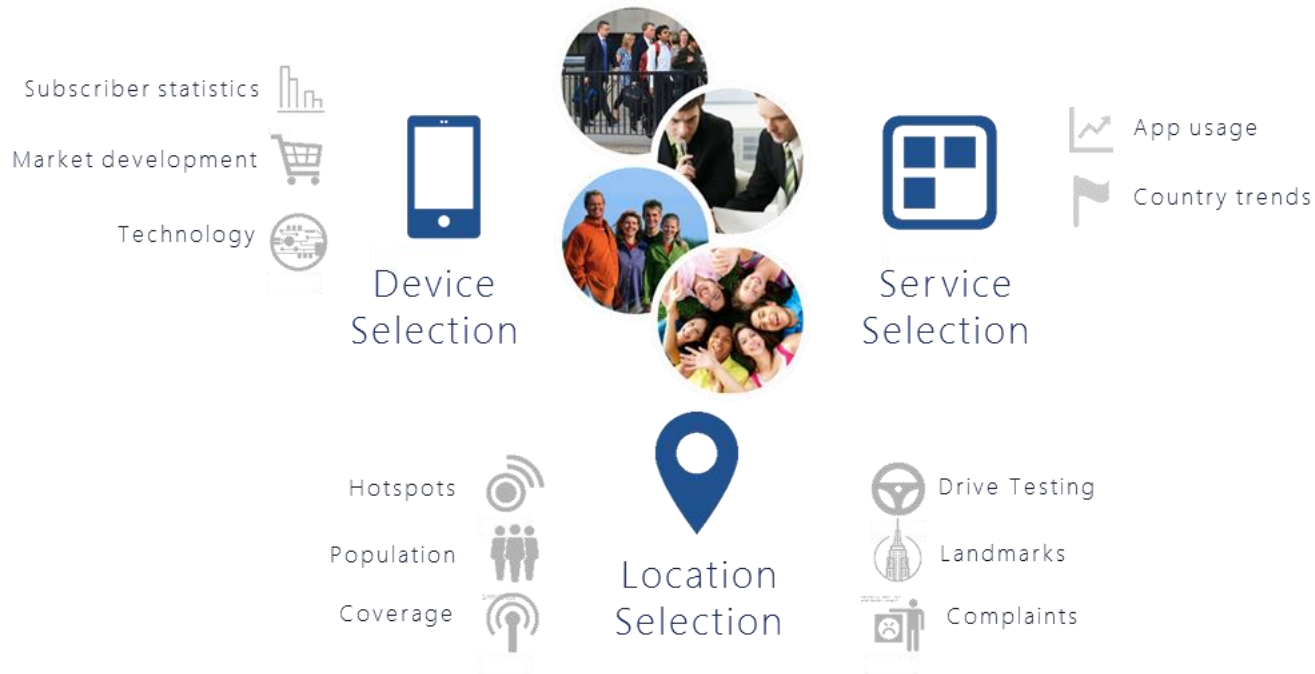 Subscriber statistics
Market development
Technology
Device
Selection
Service
Selection
App usage
Country trends
Hotspots
Population
Coverage
Location
Selection
Drive Testing
Landmarks
Complaints